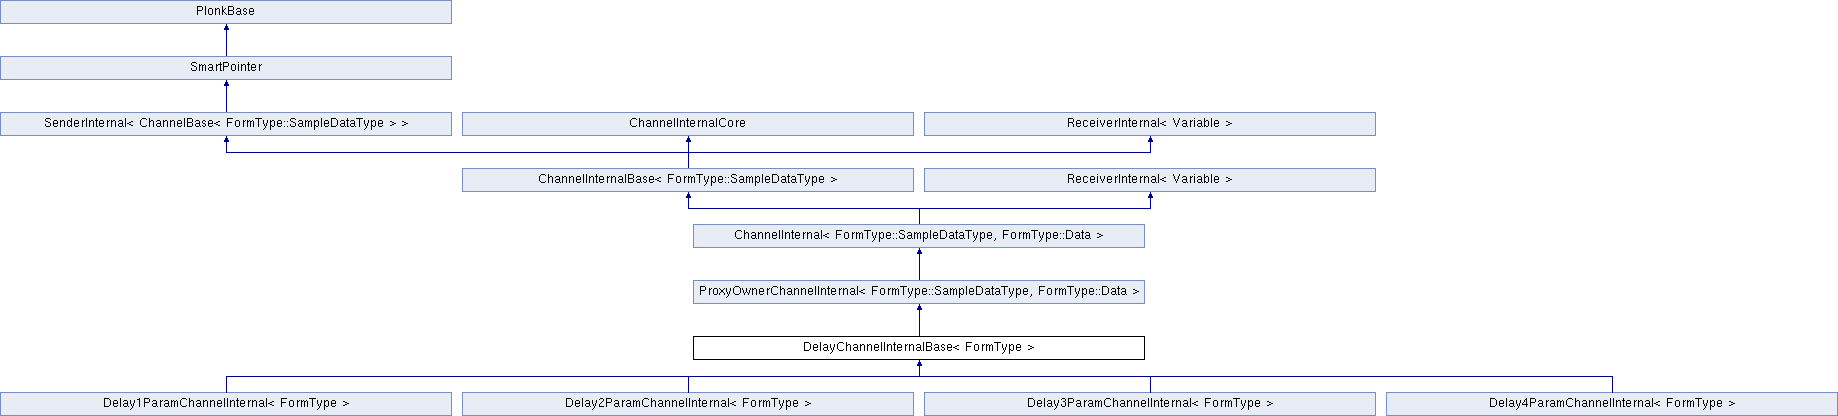 PlonkBase
SmartPointer
SenderInternal< ChannelBase< FormType::SampleDataType > >
ChannelInternalCore
ReceiverInternal< Variable >
ChannelInternalBase< FormType::SampleDataType >
ReceiverInternal< Variable >
ChannelInternal< FormType::SampleDataType, FormType::Data >
ProxyOwnerChannelInternal< FormType::SampleDataType, FormType::Data >
DelayChannelInternalBase< FormType >
Delay1ParamChannelInternal< FormType >
Delay2ParamChannelInternal< FormType >
Delay3ParamChannelInternal< FormType >
Delay4ParamChannelInternal< FormType >